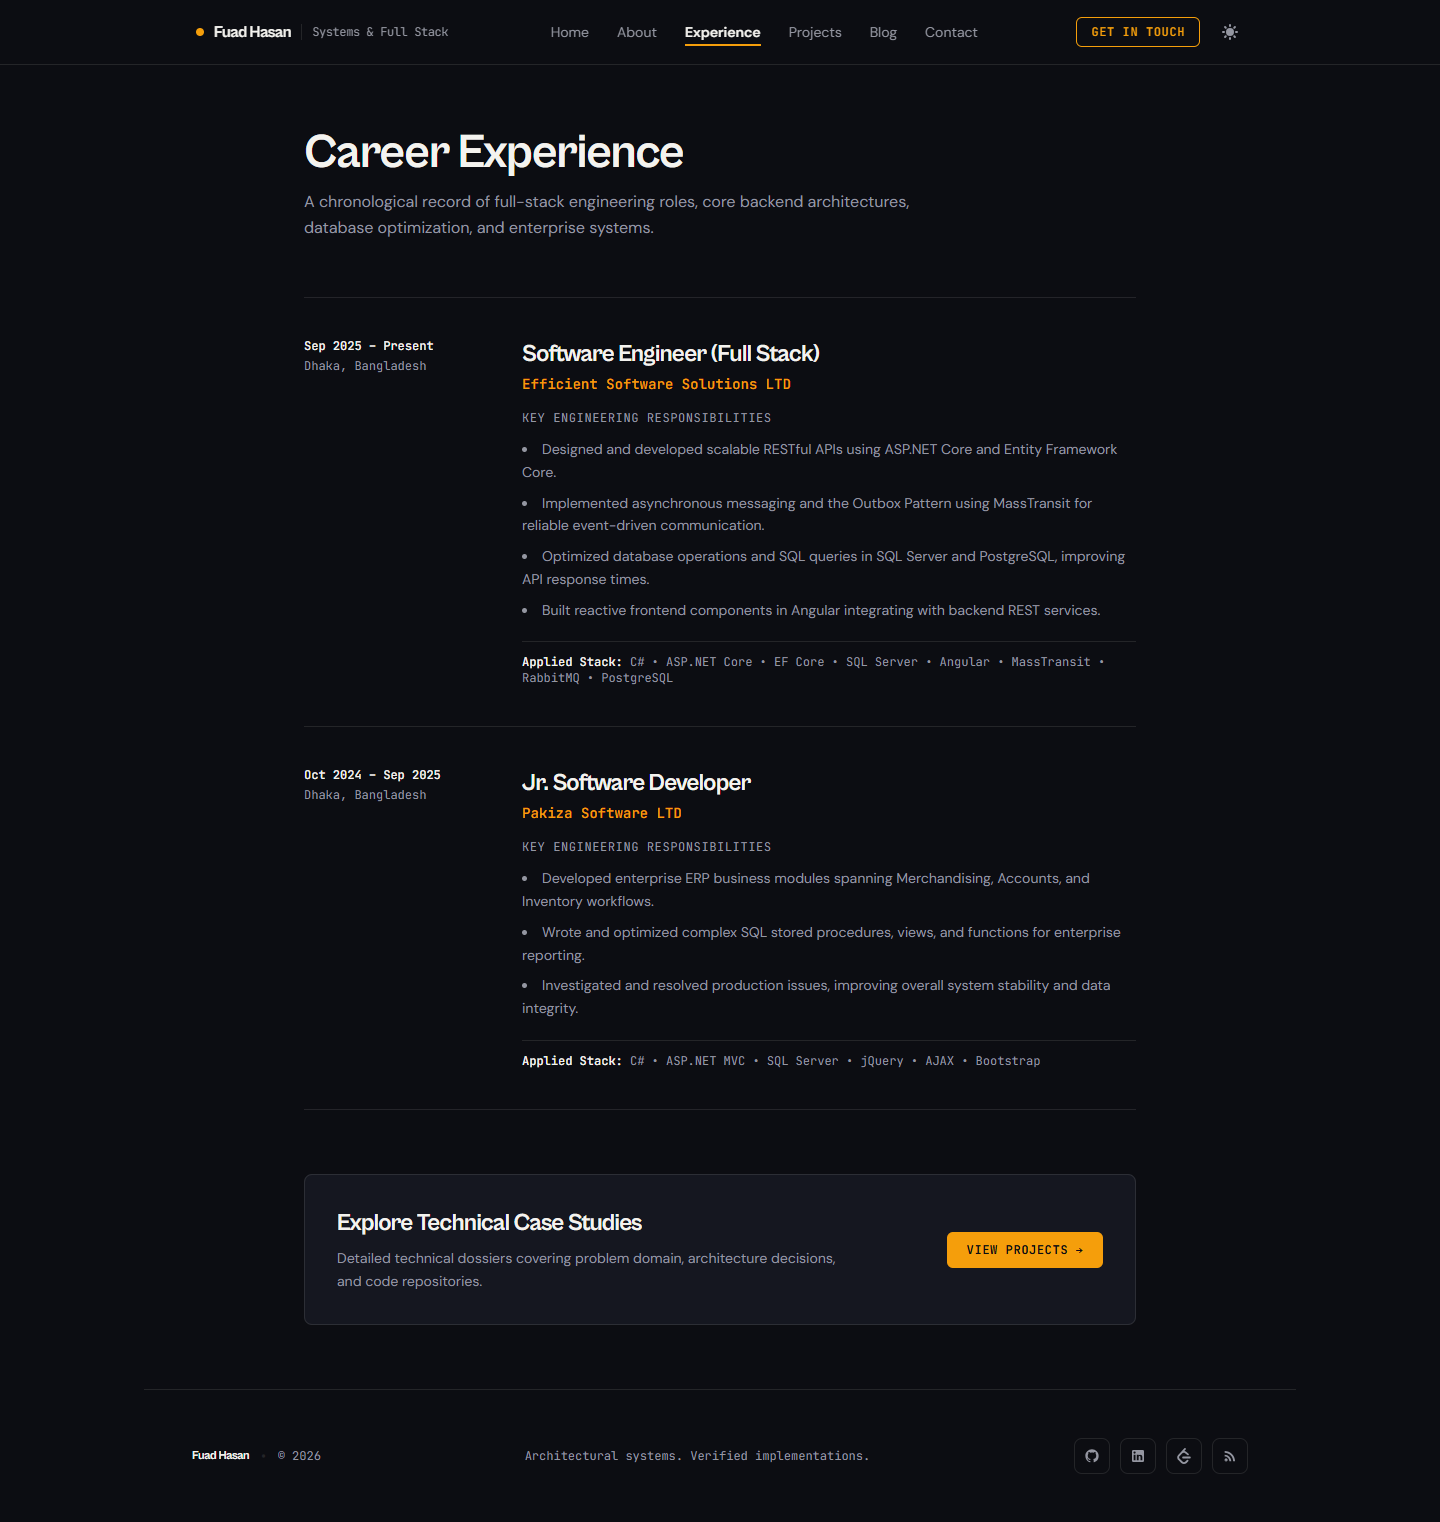 Fuad Hasan
Systems & Full Stack
Home
About
Experience
Projects
Blog
Contact
GET IN TOUCH
Career Experience
A chronological record of full-stack engineering roles, core backend architectures,
database optimization, and enterprise systems.
Sep 2025 – Present
Dhaka, Bangladesh
Software Engineer (Full Stack)
Efficient Software Solutions LTD
KEY ENGINEERING RESPONSIBILITIES
• Designed and developed scalable RESTful APIs using ASP.NET Core and Entity Framework
Core.
• Implemented asynchronous messaging and the Outbox Pattern using MassTransit for
reliable event-driven communication.
• Optimized database operations and SQL queries in SQL Server and PostgreSQL, improving
API response times.
• Built reactive frontend components in Angular integrating with backend REST services.
Applied Stack: C# • ASP.NET Core • EF Core • SQL Server • Angular • MassTransit •
RabbitMQ • PostgreSQL
Oct 2024 – Sep 2025
Dhaka, Bangladesh
Jr. Software Developer
Pakiza Software LTD
KEY ENGINEERING RESPONSIBILITIES
• Developed enterprise ERP business modules spanning Merchandising, Accounts, and
Inventory workflows.
• Wrote and optimized complex SQL stored procedures, views, and functions for enterprise
reporting.
• Investigated and resolved production issues, improving overall system stability and data
integrity.
Applied Stack: C# • ASP.NET MVC • SQL Server • jQuery • AJAX • Bootstrap
Explore Technical Case Studies
Detailed technical dossiers covering problem domain, architecture decisions,
and code repositories.
VIEW PROJECTS →
Fuad Hasan • © 2026
Architectural systems. Verified implementations.